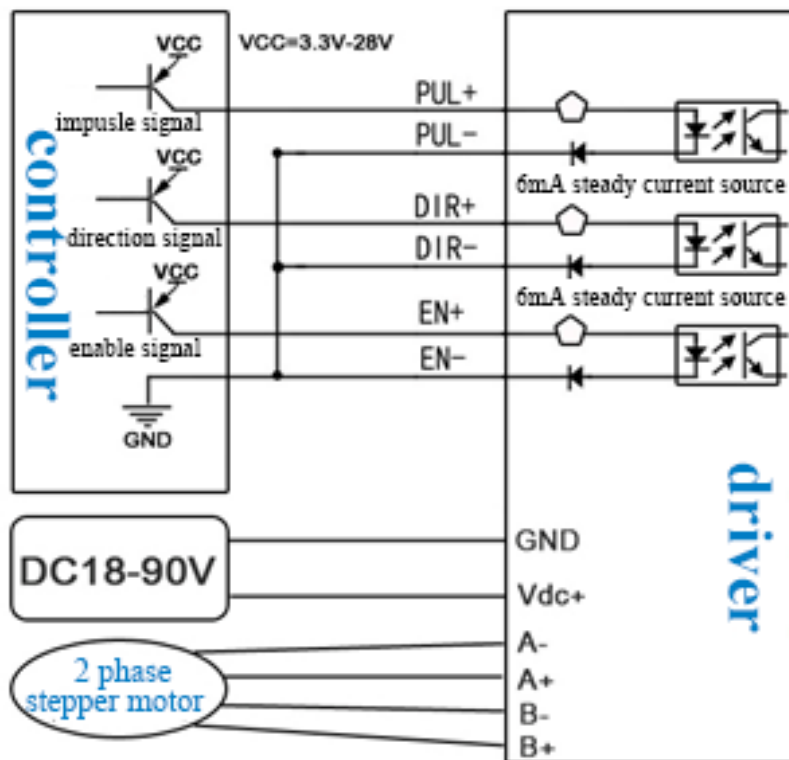 VCC
VCC=3.3V-28V
impusle signal
PUL+
PUL-
6mA steady current source
VCC
direction signal
DIR+
DIR-
6mA steady current source
VCC
enable signal
EN+
EN-
GND
controller
driver
DC18-90V
GND
Vdc+
2 phase
stepper motor
A-
A+
B-
B+